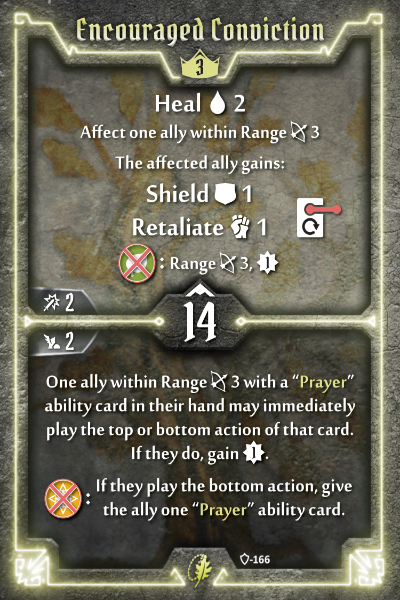 Encouraged Conviction
3
Heal 2
Affect one ally within Range 3
The affected ally gains:
Shield 1
Retaliate 1
: Range 3, 1
2
14
2
One ally within Range 3 with a “Prayer”
ability card in their hand may immediately
play the top or bottom action of that card.
If they do, gain 1.
: If they play the bottom action, give
the ally one “Prayer” ability card.
-166